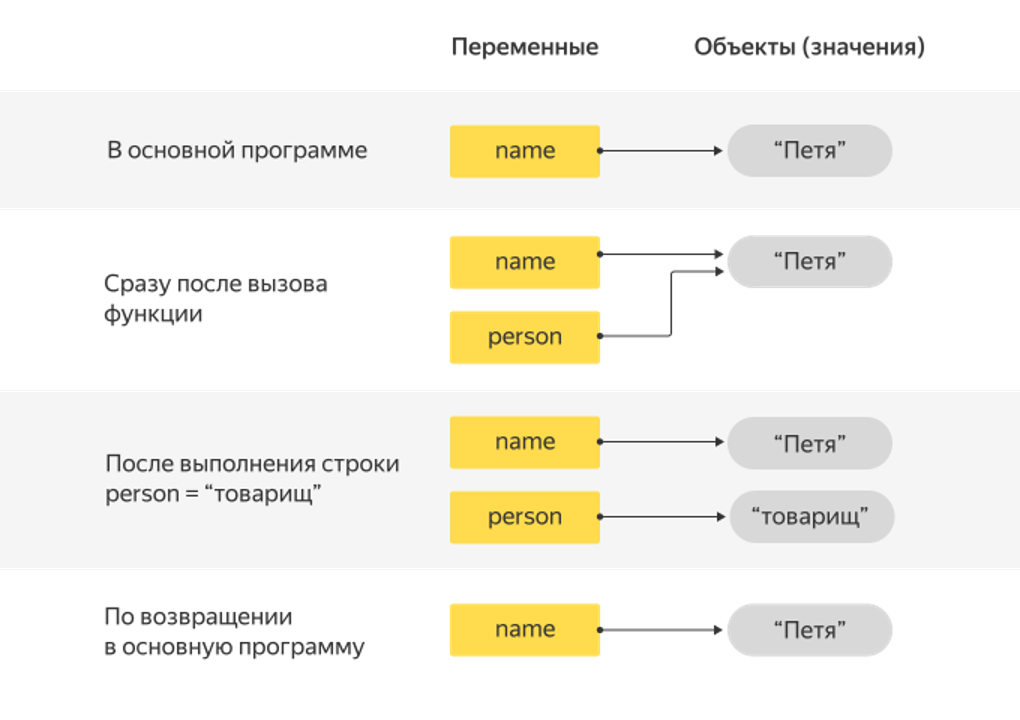 Переменные
Объекты (значения)
В основной программе
name
“Петя”
Сразу после вызова
функции
name
“Петя”
person
После выполнения строки
person = “товарищ”
name
“Петя”
person
“товарищ”
По возвращении
в основную программу
name
“Петя”